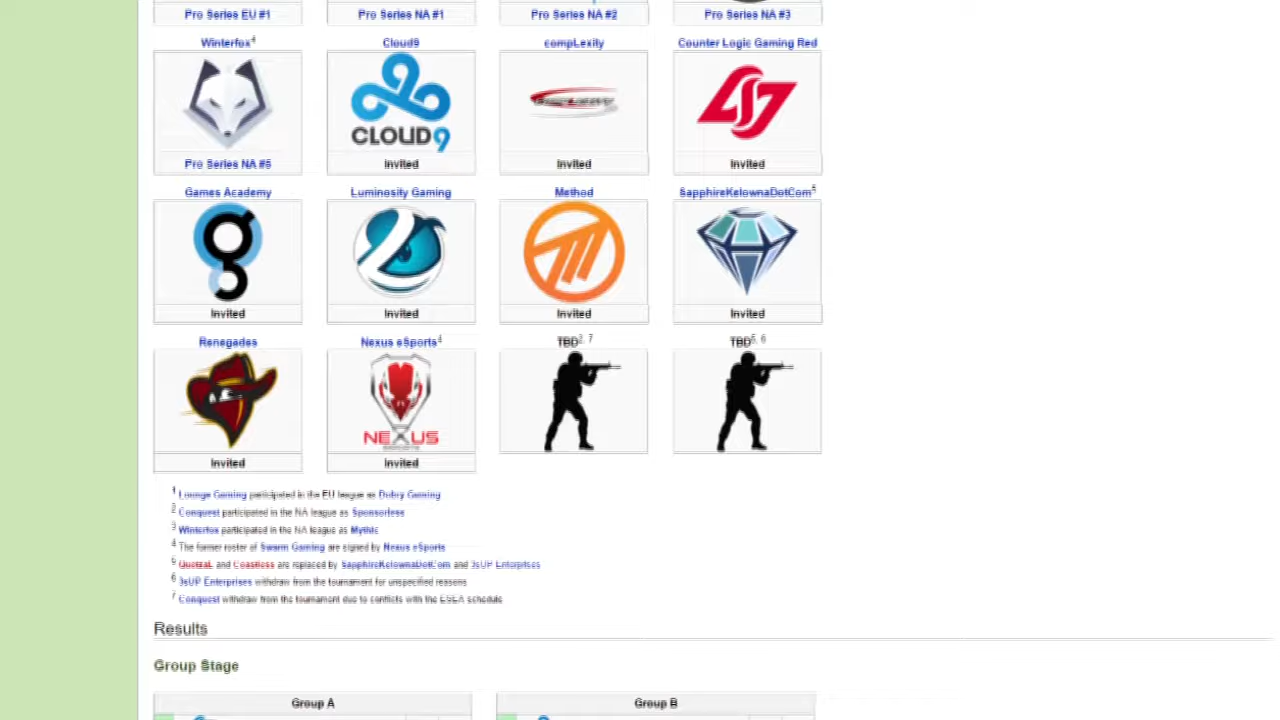 Pro Series EU #1 Pro Series NA #1 Pro Series NA #2 Pro Series NA #3
Winterfox4 Cloud9 compLexity Counter Logic Gaming Red
CLOUD9
Pro Series NA #5 Invited Invited Invited
Games Academy Luminosity Gaming Method SapphireKelownaDotCom5
Invited Invited Invited Invited
Renegades Nexus eSports4 TBD TBD5, 6
NEXUS
Invited Invited
1 Lounge Gaming participated in the EU league as Dobry Gaming
2 Conquest participated in the NA league as Sponsorless
3 Winterfox participated in the NA league as Mythic
4 The former roster of Swarm Gaming are signed by Nexus eSports
5 and Coastless are replaced by SapphireKelownaDotCom and 3sUP Enterprises
6 3sUP Enterprises withdraw from the tournament for unspecified reasons
7 Conquest withdraw from the tournament due to conflicts with the ESEA schedule
Results
Group Stage
Group A Group B